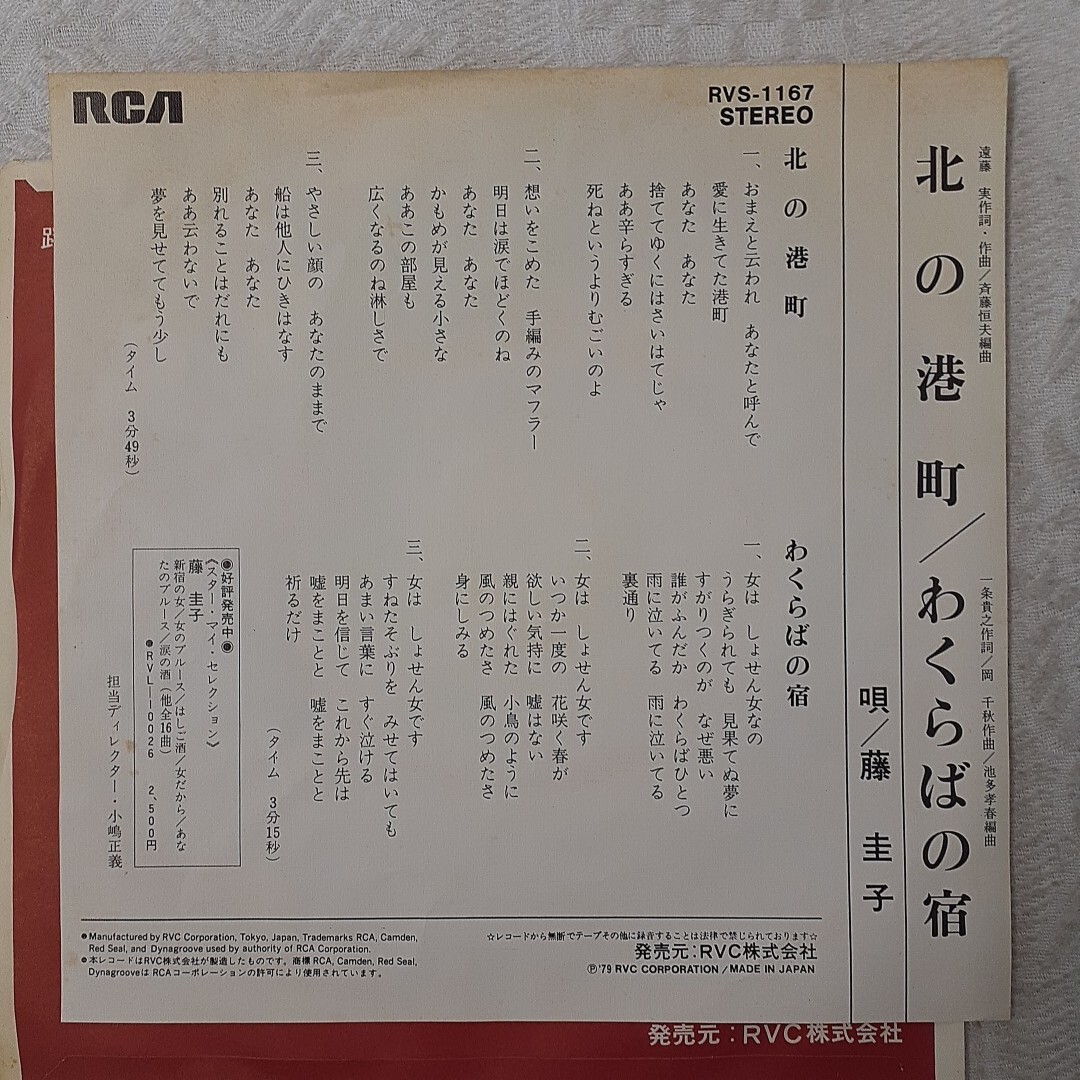 RCA
RVS-1167
STEREO
遠藤 実作詞・作曲/斉藤恒夫編曲
一条貴之作詞/岡 千秋作曲/池多孝春編曲
北の港町/わくらばの宿
唄/藤 圭子
北の港町
一、おまえと云われ あなたと呼んで
愛に生きてた港町
あなた あなた
捨ててゆくにはさいはてじゃ
ああ辛らすぎる
死ねというよりむごいのよ
二、想いをこめた 手編みのマフラー
明日は涙でほどくのね
あなた あなた
かもめが見える小さな
ああこの部屋も
広くなるのね淋しさで
三、やさしい顔の あなたのままで
船は他人にひきはなす
あなた あなた
別れることはだれにも
ああ云わないで
夢を見せててもう少し
(タイム 3分49秒)
わくらばの宿
一、女は しょせん女なの
うらぎられても 見果てぬ夢に
すがりつくのが なぜ悪い
誰がふんだか わくらばひとつ
雨に泣いてる 雨に泣いてる
裏通り
二、女は しょせん女です
いつか一度の 花咲く春が
欲しい気持に 嘘はない
親にはぐれた 小鳥のように
風のつめたさ 風のつめたさ
身にしみる
三、女は しょせん女です
すねたそぶりを みせてはいても
あまい言葉に すぐ泣ける
明日を信じて これから先は
嘘をまことと 嘘をまことと
祈るだけ
(タイム 3分15秒)
◉好評発売中◉
《スター・マイ・セレクション》
藤 圭子
新宿の女/女のブルース/はしご酒/女だから/あな
たのブルース/涙の酒(他全16曲)
●RVL-10026 2,500円
担当ディレクター・小嶋正義
●Manufactured by RVC Corporation, Tokyo, Japan, Trademarks RCA, Camden,
Red Seal, and Dynagroove used by authority of RCA Corporation.
●本レコードはRVC株式会社が製造したものです。商標 RCA, Camden, Red Seal,
Dynagrooveは RCAコーポレーションの許可により使用されています。
☆レコードから無断でテープその他に録音することは法律で禁じられております☆
発売元:RVC株式会社
Ⓟ'79 RVC CORPORATION/MADE IN JAPAN
発売元:RVC株式会社